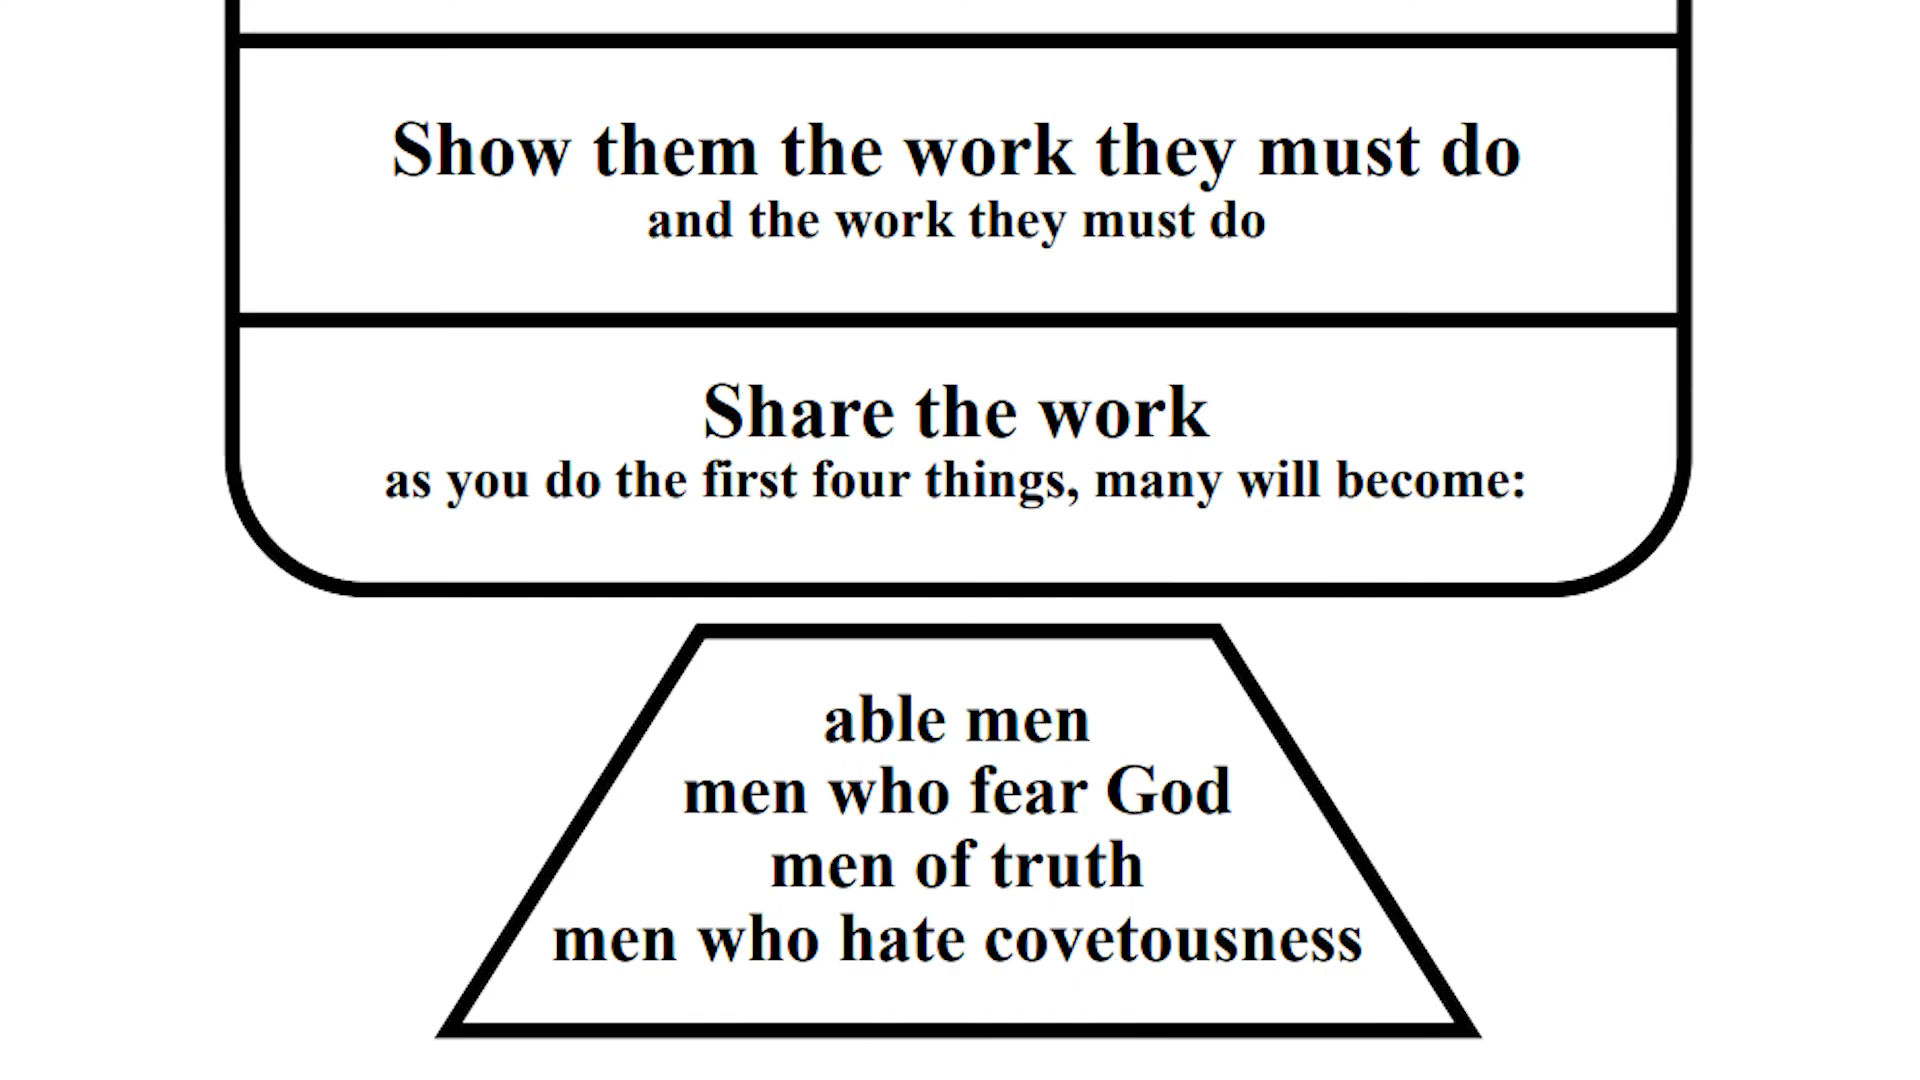 Show them the work they must do
and the work they must do
Share the work
as you do the first four things, many will become:
able men
men who fear God
men of truth
men who hate covetousness